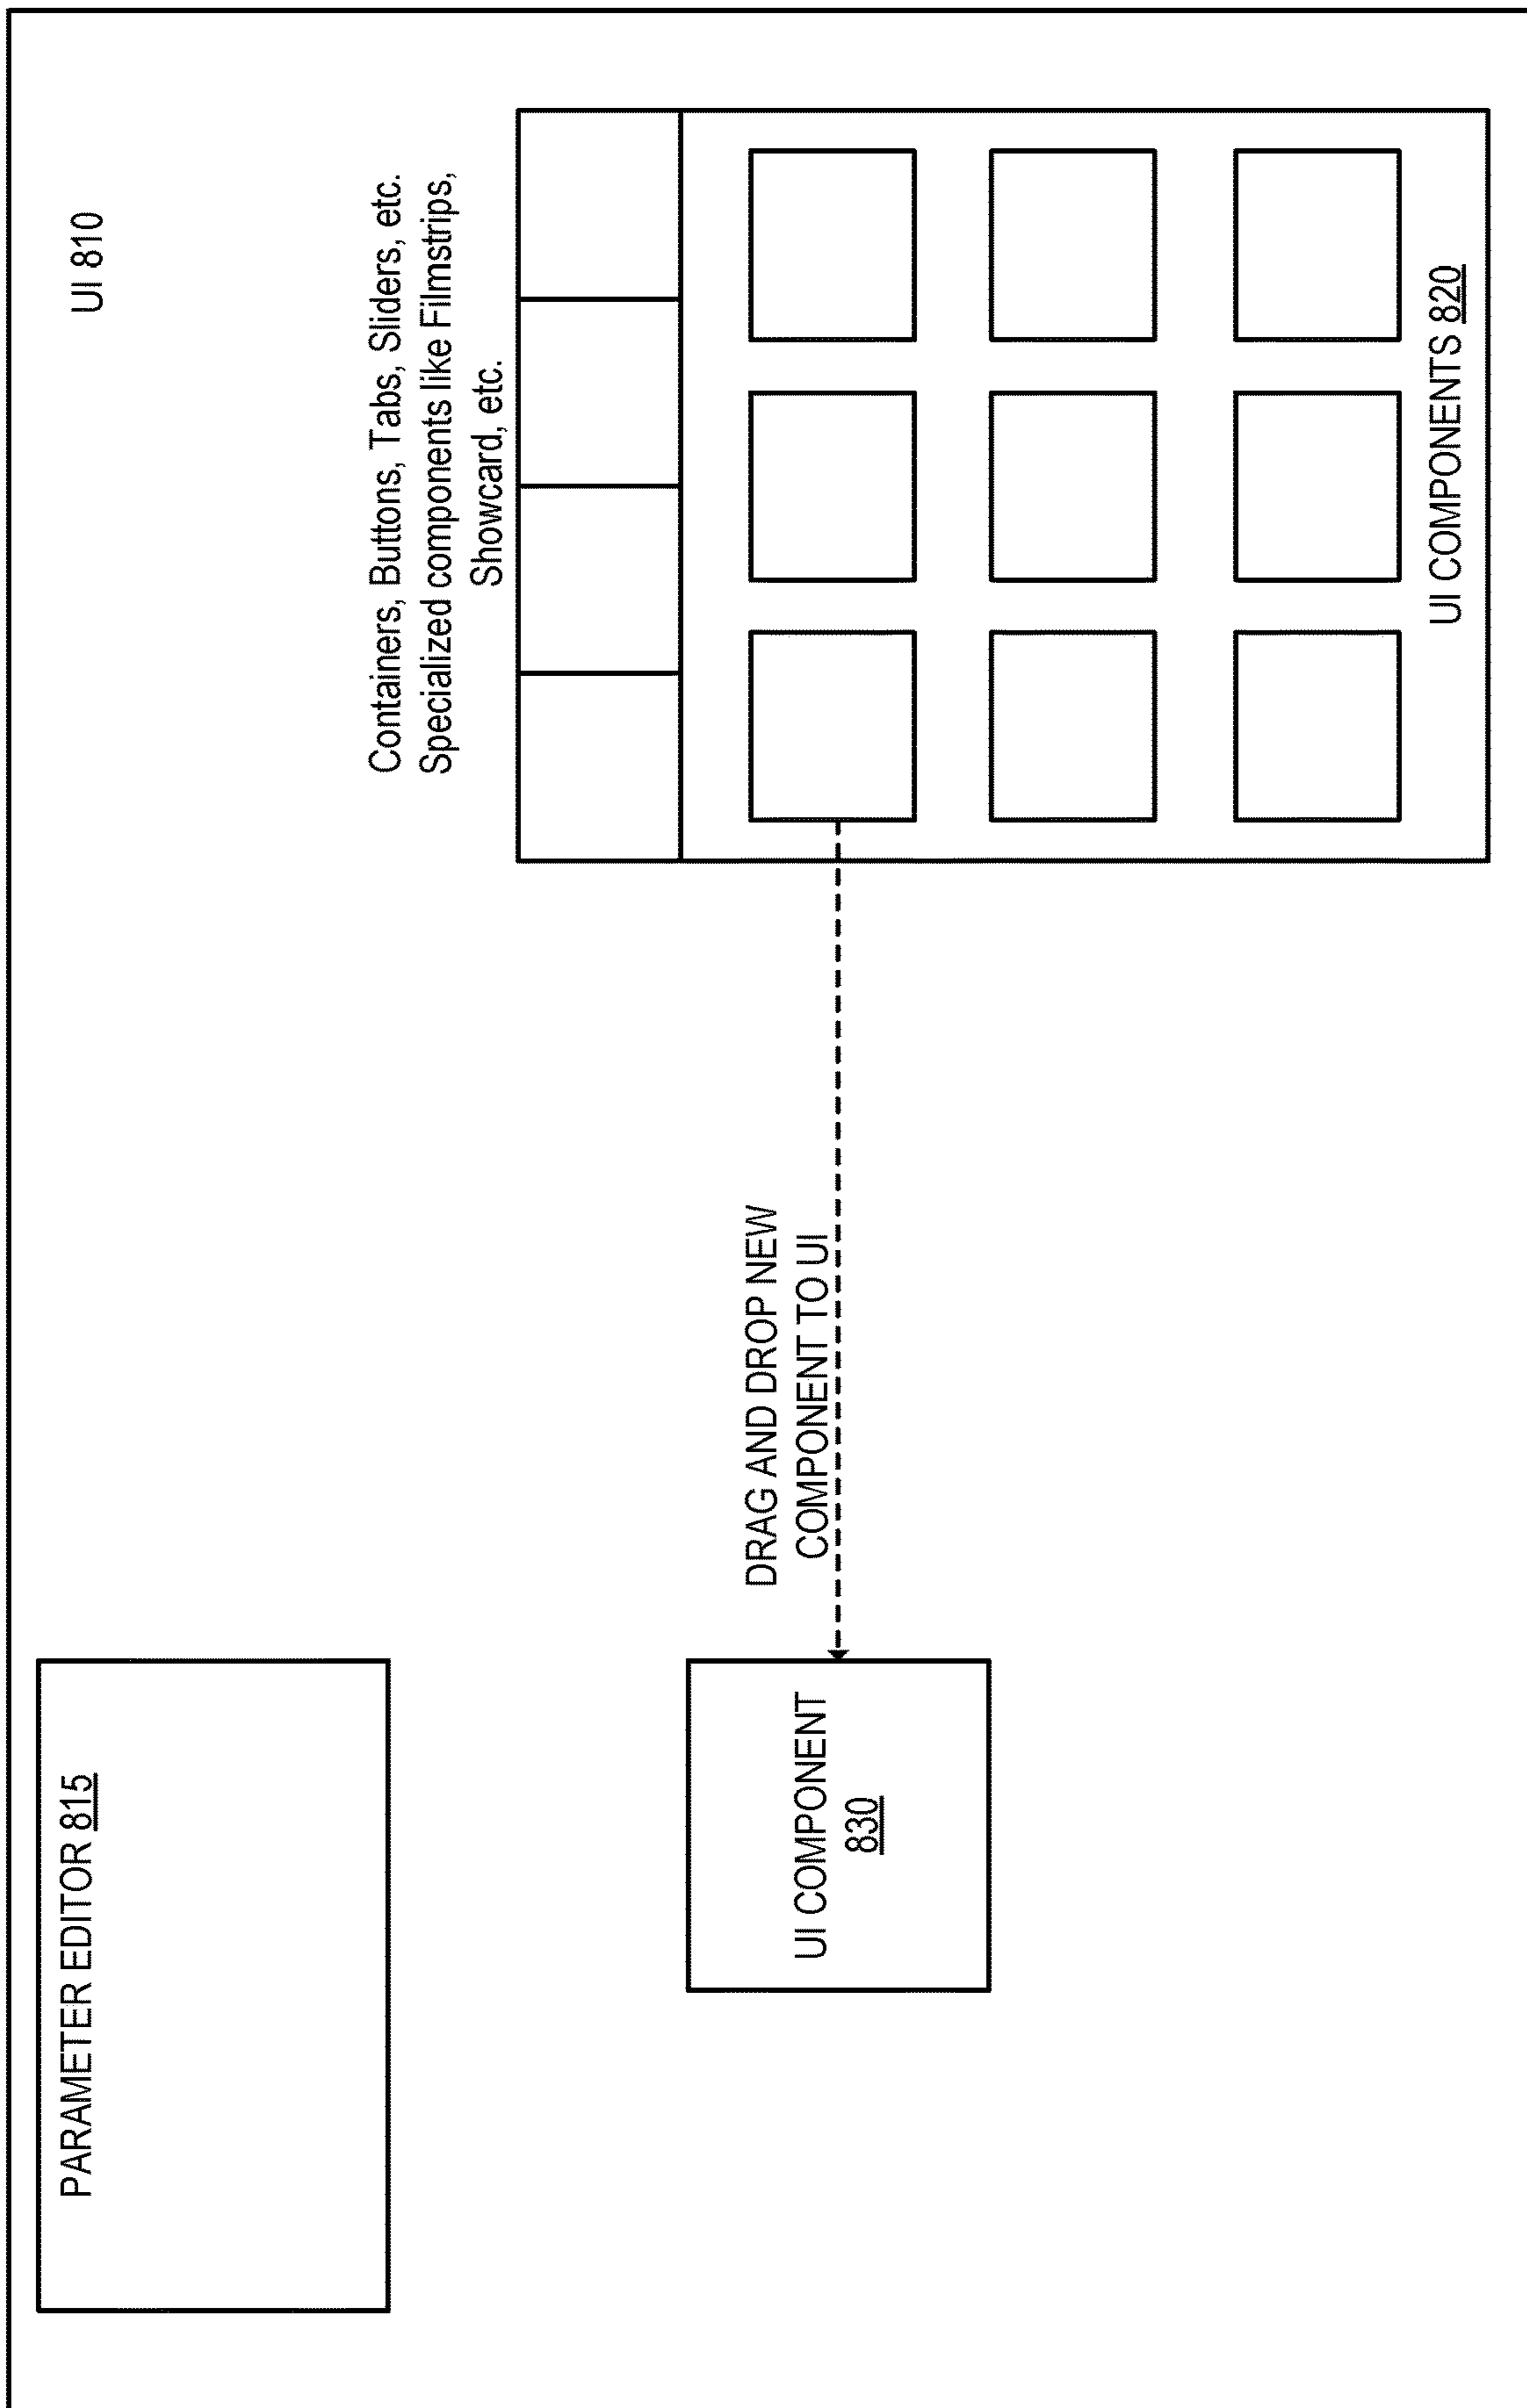 PARAMETER EDITOR 815
UI 810
Containers, Buttons, Tabs, Sliders, etc.
Specialized components like Filmstrips,
Showcard, etc.
DRAG AND DROP NEW
COMPONENT TO UI
UI COMPONENT
830
UI COMPONENTS 820